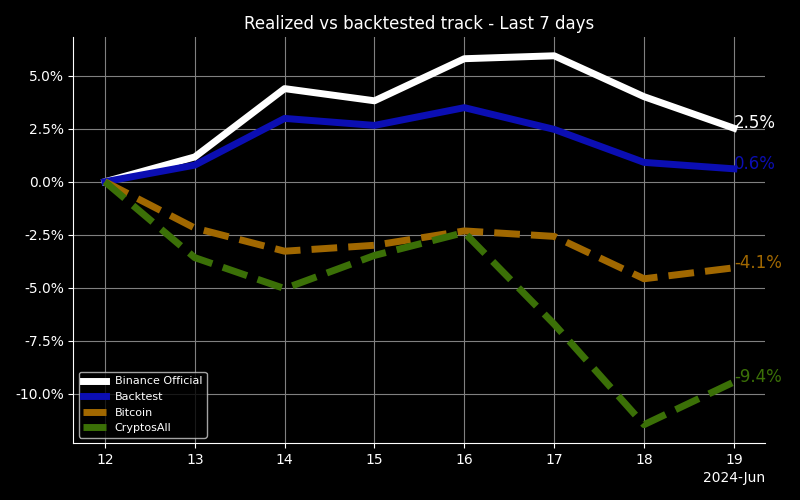 Realized vs backtested track - Last 7 days
5.0%
2.5%
0.0%
-2.5%
-5.0%
-7.5%
-10.0%
2.5%
0.6%
-4.1%
-9.4%
Binance Official
Backtest
Bitcoin
CryptosAll
12 13 14 15 16 17 18 19
2024-Jun